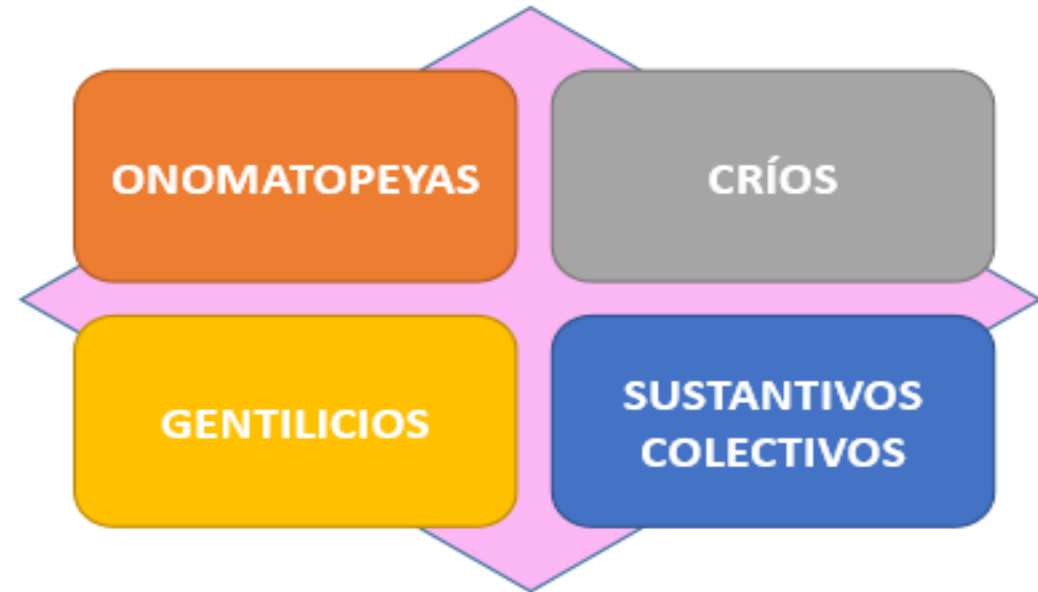 ONOMATOPEYAS
CRÍOS
GENTILICIOS
SUSTANTIVOS
COLECTIVOS